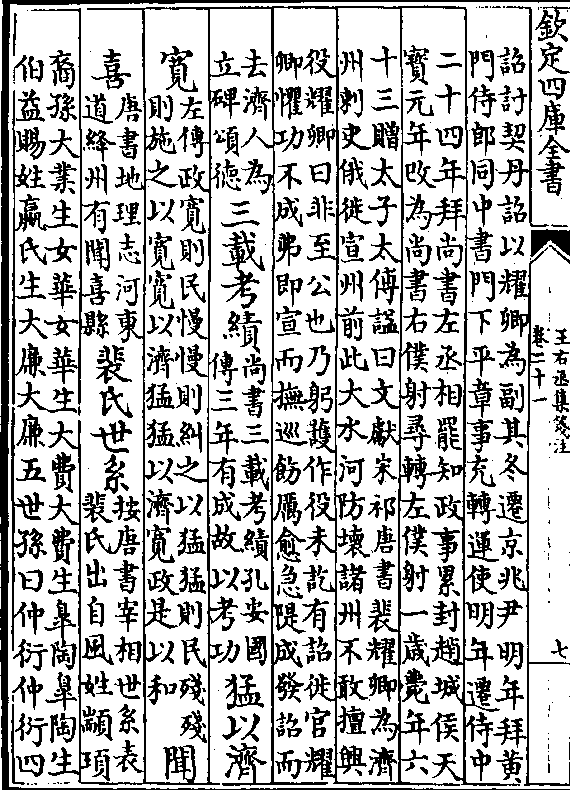 欽定四庫全書
王右丞集箋注
卷二十一
七
詔討契丹詔以耀卿為副其冬遷京兆尹明年拜黃
門侍郎同中書門下平章事充轉運使明年遷侍中
二十四年拜尚書左丞相罷知政事累封趙城侯天
寶元年改為尚書右僕射尋轉左僕射一歲薨年六
十三贈太子太傅諡曰文獻宋祁唐書裴耀卿為濟
州刺史俄徙宣州前此大水河防壞諸州不敢擅興
役耀卿曰非至公也乃躬護作役未訖有詔徙官耀
卿懼功不成弗即宣而撫巡飭厲愈急隄成發詔而
去濟人為
立碑頌德
三載考績
尚書三載考績孔安國
傳三年有成故以考功
猛以濟
寛
左傳政寛則民慢慢則糾之以猛猛則民殘殘
則施之以寛寛以濟猛猛以濟寛政是以和
聞
喜
唐書地理志河東
道絳州有聞喜縣
裴氏世系
按唐書宰相世系表
裴氏出自風姓顓頊
裔孫大業生女華女華生大費大費生臯陶臯陶生
伯益賜姓嬴氏生大廉大廉五世孫曰仲衍仲衍四